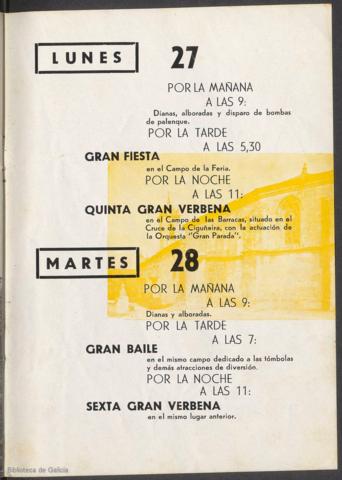 LUNES 27
POR LA MAÑANA
A LAS 9:
Dianas, alboradas y disparo de bombas
de palenque.
POR LA TARDE
A LAS 5,30
GRAN FIESTA
en el Campo de la Feria.
POR LA NOCHE
A LAS 11:
QUINTA GRAN VERBENA
en el Campo de las Barracas, situado en el
Cruce de la Cigüñeira, con la actuación de
la Orquesta "Gran Parada".
MARTES 28
POR LA MAÑANA
A LAS 9:
Dianas y alboradas.
POR LA TARDE
A LAS 7:
GRAN BAILE
en el mismo campo dedicado a las tómbolas
y demás atracciones de diversión.
POR LA NOCHE
A LAS 11:
SEXTA GRAN VERBENA
en el mismo lugar anterior.
Biblioteca de Galicia